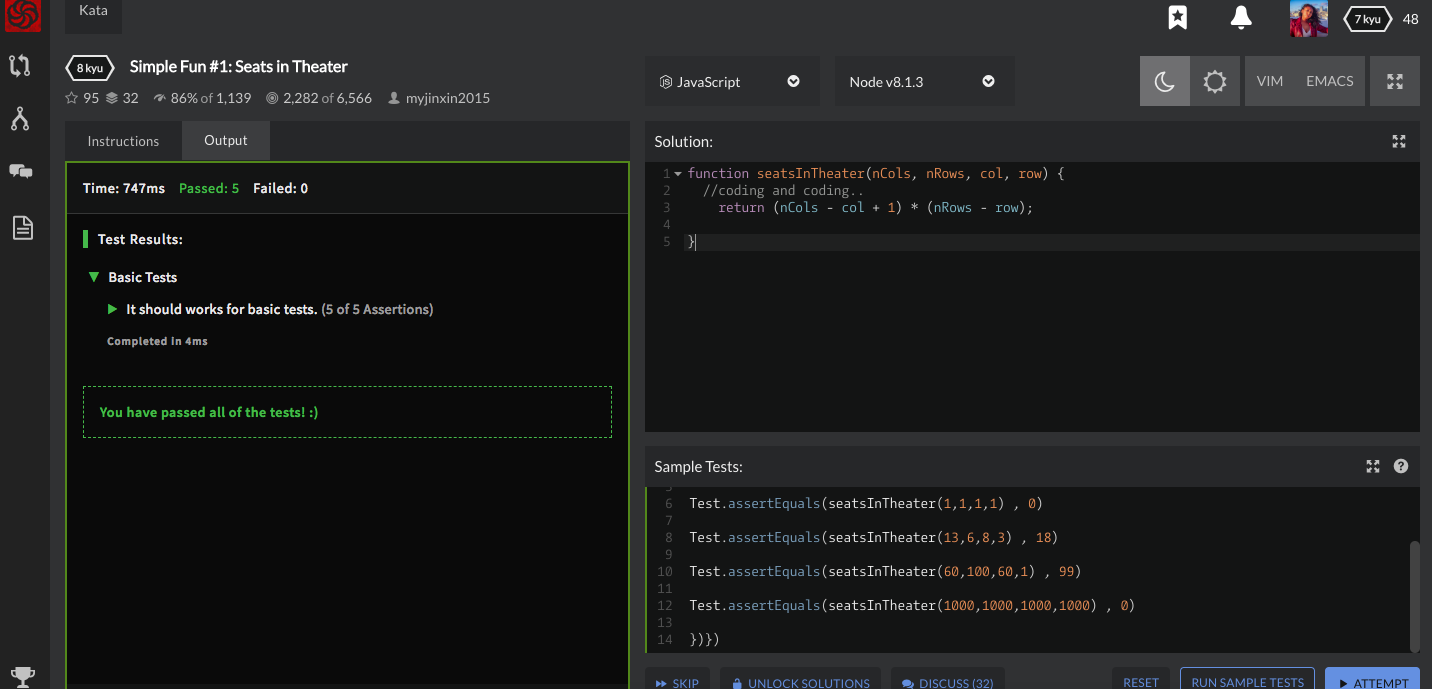 Kata
7 kyu 48
8 kyu Simple Fun #1: Seats in Theater
95 32 86% of 1,139 2,282 of 6,566 myjinxin2015
JavaScript
Node v8.1.3
VIM EMACS
Instructions Output
Time: 747ms Passed: 5 Failed: 0
Test Results:
Basic Tests
It should works for basic tests. (5 of 5 Assertions)
Completed in 4ms
You have passed all of the tests! :)
Solution:
1 function seatsInTheater(nCols, nRows, col, row) {
2 //coding and coding..
3 return (nCols - col + 1) * (nRows - row);
4
5 }
Sample Tests:
6 Test.assertEquals(seatsInTheater(1,1,1,1) , 0)
7
8 Test.assertEquals(seatsInTheater(13,6,8,3) , 18)
9
10 Test.assertEquals(seatsInTheater(60,100,60,1) , 99)
11
12 Test.assertEquals(seatsInTheater(1000,1000,1000,1000) , 0)
13
14 })})
SKIP UNLOCK SOLUTIONS DISCUSS (32) RESET RUN SAMPLE TESTS ATTEMPT